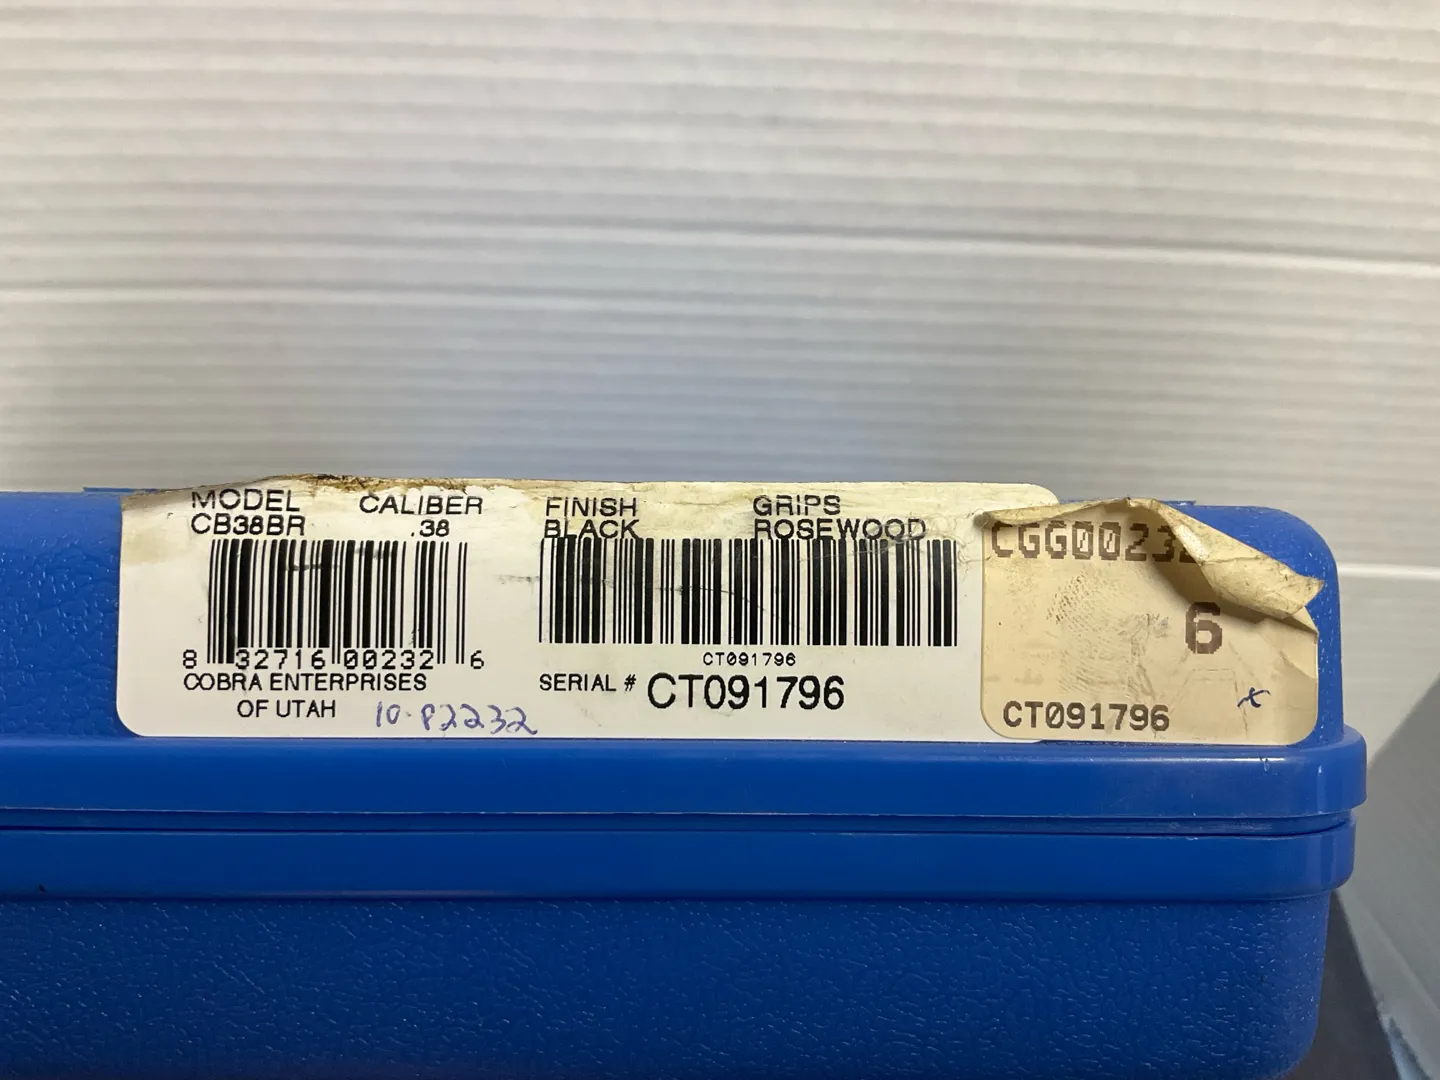 MODEL CALIBER FINISH GRIPS
CB38BR .38 BLACK ROSEWOOD
8 32716 00232 6
CT091796
COBRA ENTERPRISES
OF UTAH
10-P2232
SERIAL # CT091796
CGG00232
6
CT091796
x